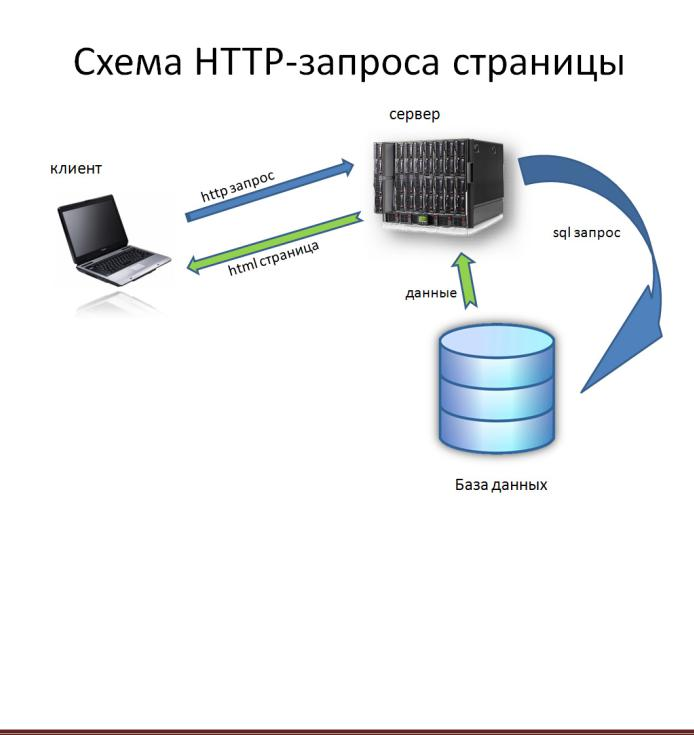 Схема HTTP-запроса страницы
сервер
клиент
http запрос
sql запрос
html страница
данные
База данных